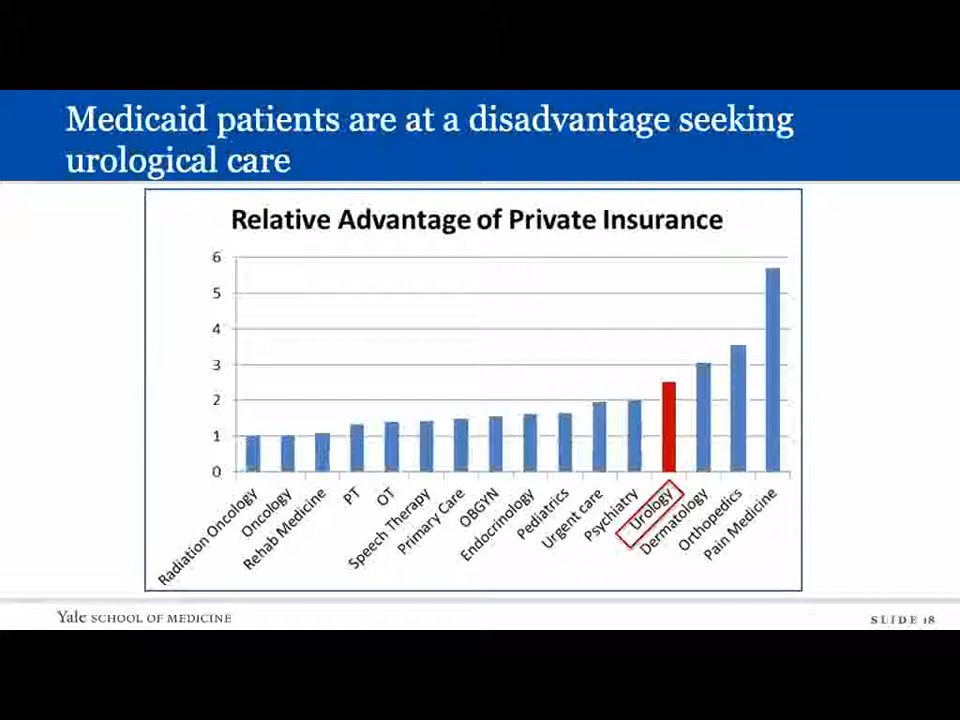 Medicaid patients are at a disadvantage seeking
urological care
Relative Advantage of Private Insurance
6
5
4
3
2
1
0
Radiation Oncology
Oncology
Rehab Medicine
PT
OT
Speech Therapy
Primary Care
OBGYN
Endocrinology
Pediatrics
Urgent care
Psychiatry
Urology
Dermatology
Orthopedics
Pain Medicine
Yale SCHOOL OF MEDICINE
SLIDE 18